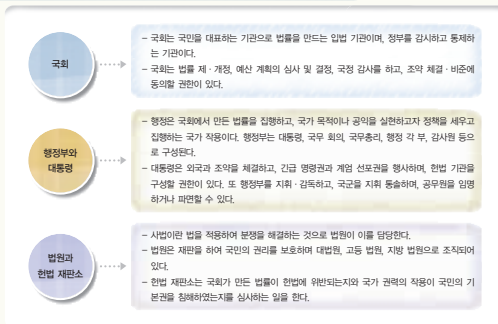 국회
– 국회는 국민을 대표하는 기관으로 법률을 만드는 입법 기관이며, 정부를 감시하고 통제하
는 기관이다.
– 국회는 법률 제·개정, 예산 계획의 심사 및 결정, 국정 감사를 하고, 조약 체결·비준에
동의할 권한이 있다.
행정부와
대통령
– 행정은 국회에서 만든 법률을 집행하고, 국가 목적이나 공익을 실현하고자 정책을 세우고
집행하는 국가 작용이다. 행정부는 대통령, 국무 회의, 국무총리, 행정 각 부, 감사원 등으
로 구성된다.
– 대통령은 외국과 조약을 체결하고, 긴급 명령권과 계엄 선포권을 행사하며, 헌법 기관을
구성할 권한이 있다. 또 행정부를 지휘·감독하고, 국군을 지휘 통솔하며, 공무원을 임명
하거나 파면할 수 있다.
법원과
헌법 재판소
– 사법이란 법을 적용하여 분쟁을 해결하는 것으로 법원이 이를 담당한다.
– 법원은 재판을 하여 국민의 권리를 보호하며 대법원, 고등 법원, 지방 법원으로 조직되어
있다.
– 헌법 재판소는 국회가 만든 법률이 헌법에 위반되는지와 국가 권력의 작용이 국민의 기
본권을 침해하였는지를 심사하는 일을 한다.